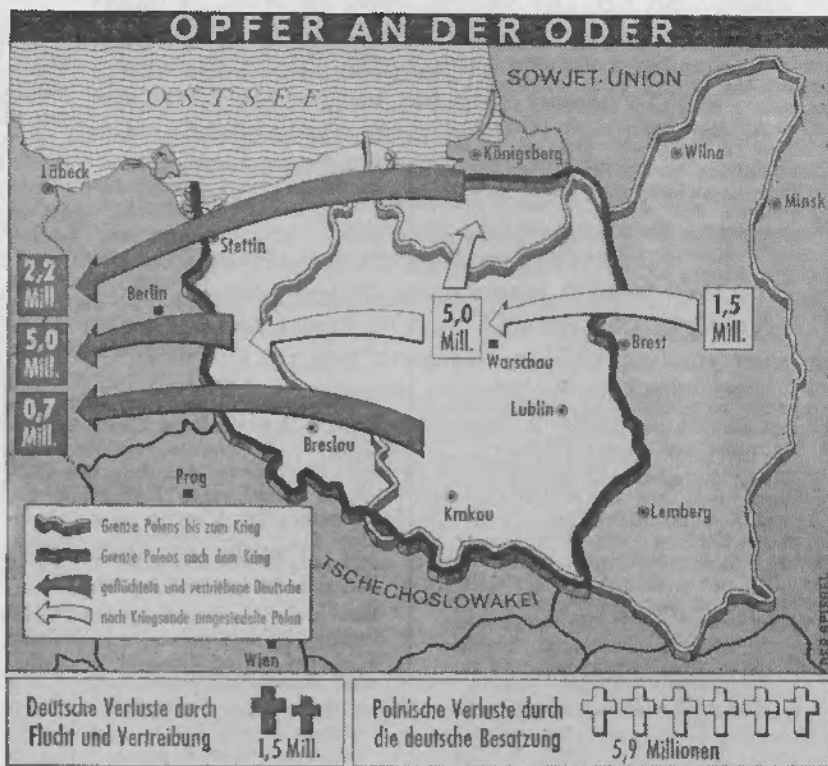 OPFER AN DER ODER
OSTSEE
SOWJET-UNION
Lübeck
Königsberg
Wilna
Minsk
Stettin
2,2
Mill.
Berlin
5,0
Mill.
1,5
Mill.
5,0
Mill.
Warschau
Brest
0,7
Mill.
Lublin
Breslau
Prag
Krakau
Lemberg
Grenze Polens bis zum Krieg
Grenze Polens nach dem Krieg
geflüchtete und vertriebene Deutsche
nach Kriegsende umgesiedelte Polen
TSCHECHOSLOWAKEI
Wien
DER SPIEGEL
Deutsche Verluste durch
Flucht und Vertreibung
1,5 Mill.
Polnische Verluste durch
die deutsche Besatzung
5,9 Millionen